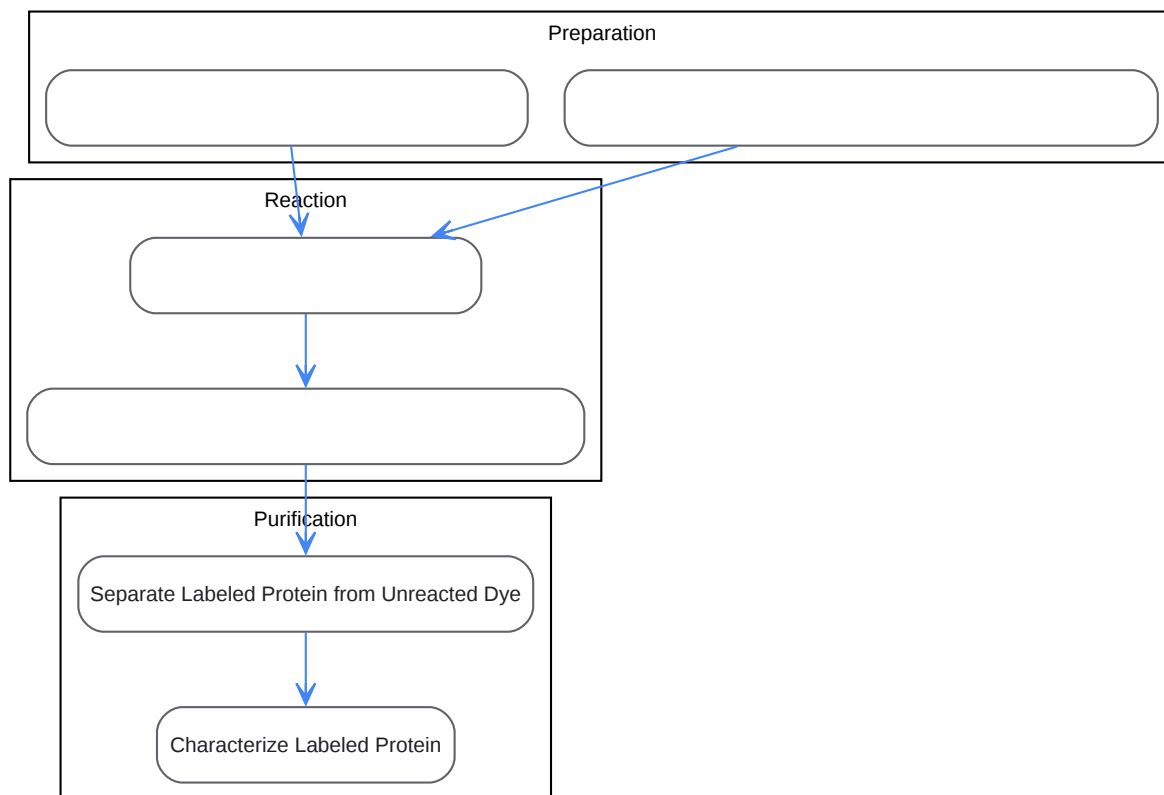 Preparation
Reaction
Purification
Separate Labeled Protein from Unreacted Dye
Characterize Labeled Protein